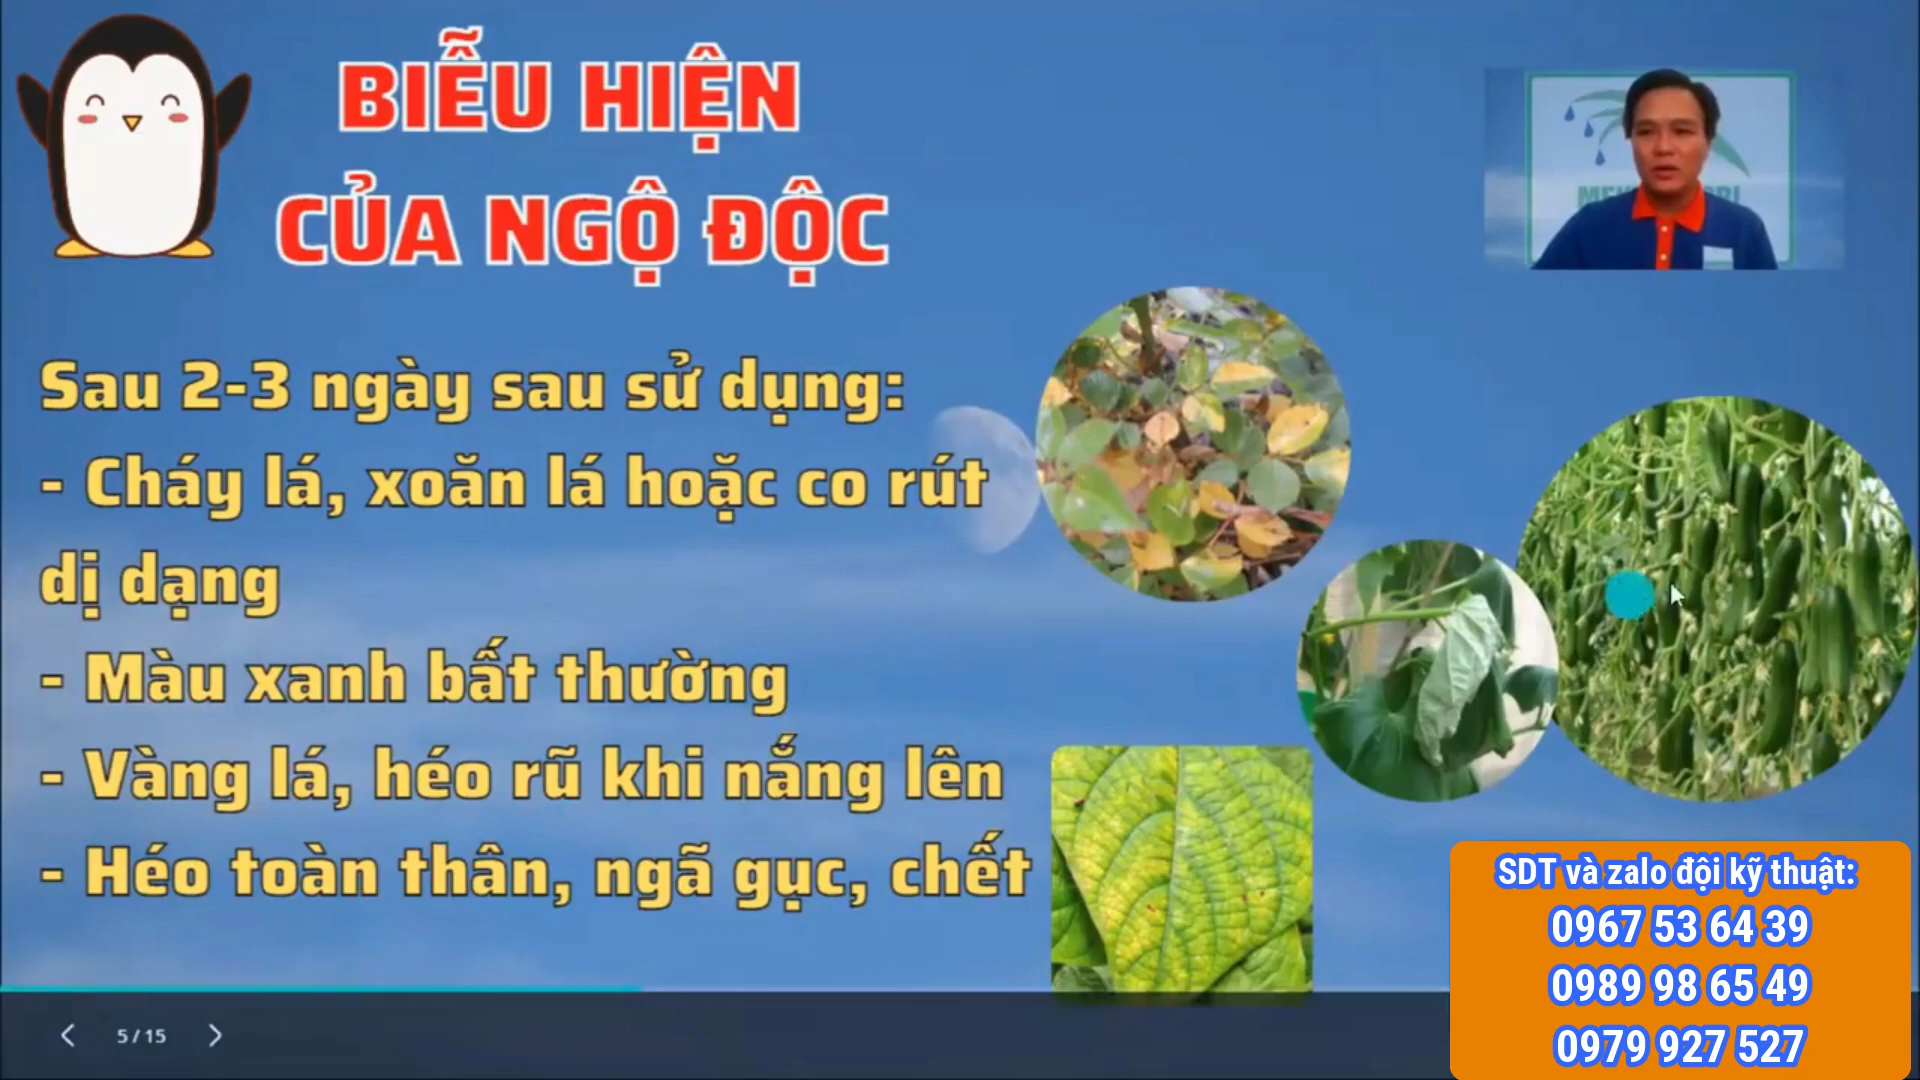 BIỄU HIỆN
CỦA NGỘ ĐỘC
Sau 2-3 ngày sau sử dụng:
- Cháy lá, xoăn lá hoặc co rút
dị dạng
- Màu xanh bất thường
- Vàng lá, héo rũ khi nắng lên
- Héo toàn thân, ngã gục, chết
5 / 15
SDT và zalo đội kỹ thuật:
0967 53 64 39
0989 98 65 49
0979 927 527